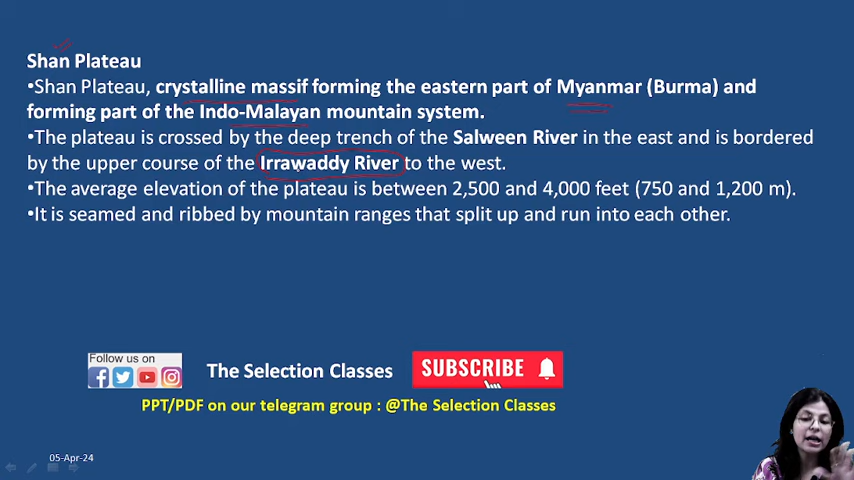 Shan Plateau
•Shan Plateau, crystalline massif forming the eastern part of Myanmar (Burma) and
forming part of the Indo-Malayan mountain system.
•The plateau is crossed by the deep trench of the Salween River in the east and is bordered
by the upper course of the Irrawaddy River to the west.
•The average elevation of the plateau is between 2,500 and 4,000 feet (750 and 1,200 m).
•It is seamed and ribbed by mountain ranges that split up and run into each other.
Follow us on
The Selection Classes
SUBSCRIBE
PPT/PDF on our telegram group : @The Selection Classes
05-Apr-24